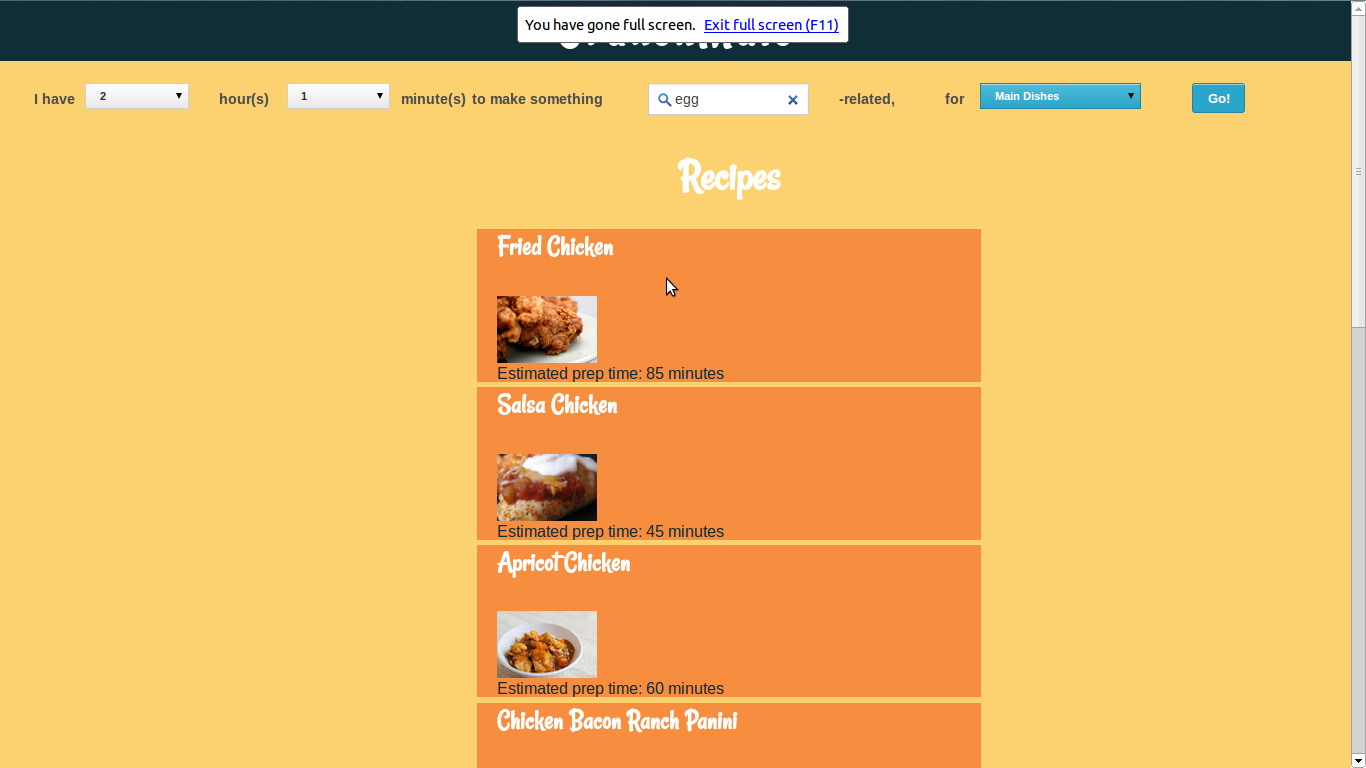 You have gone full screen. Exit full screen (F11)
I have 2 hour(s) 1 minute(s) to make something egg -related, for Main Dishes Go!
Recipes
Fried Chicken
Estimated prep time: 85 minutes
Salsa Chicken
Estimated prep time: 45 minutes
Apricot Chicken
Estimated prep time: 60 minutes
Chicken Bacon Ranch Panini